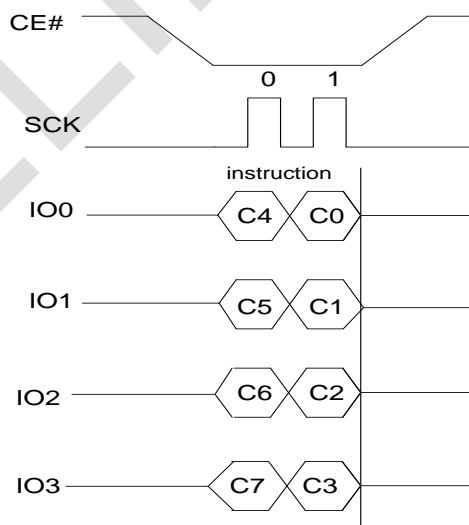 CE#
0 1
SCK
instruction
IO0 C4 C0
IO1 C5 C1
IO2 C6 C2
IO3 C7 C3